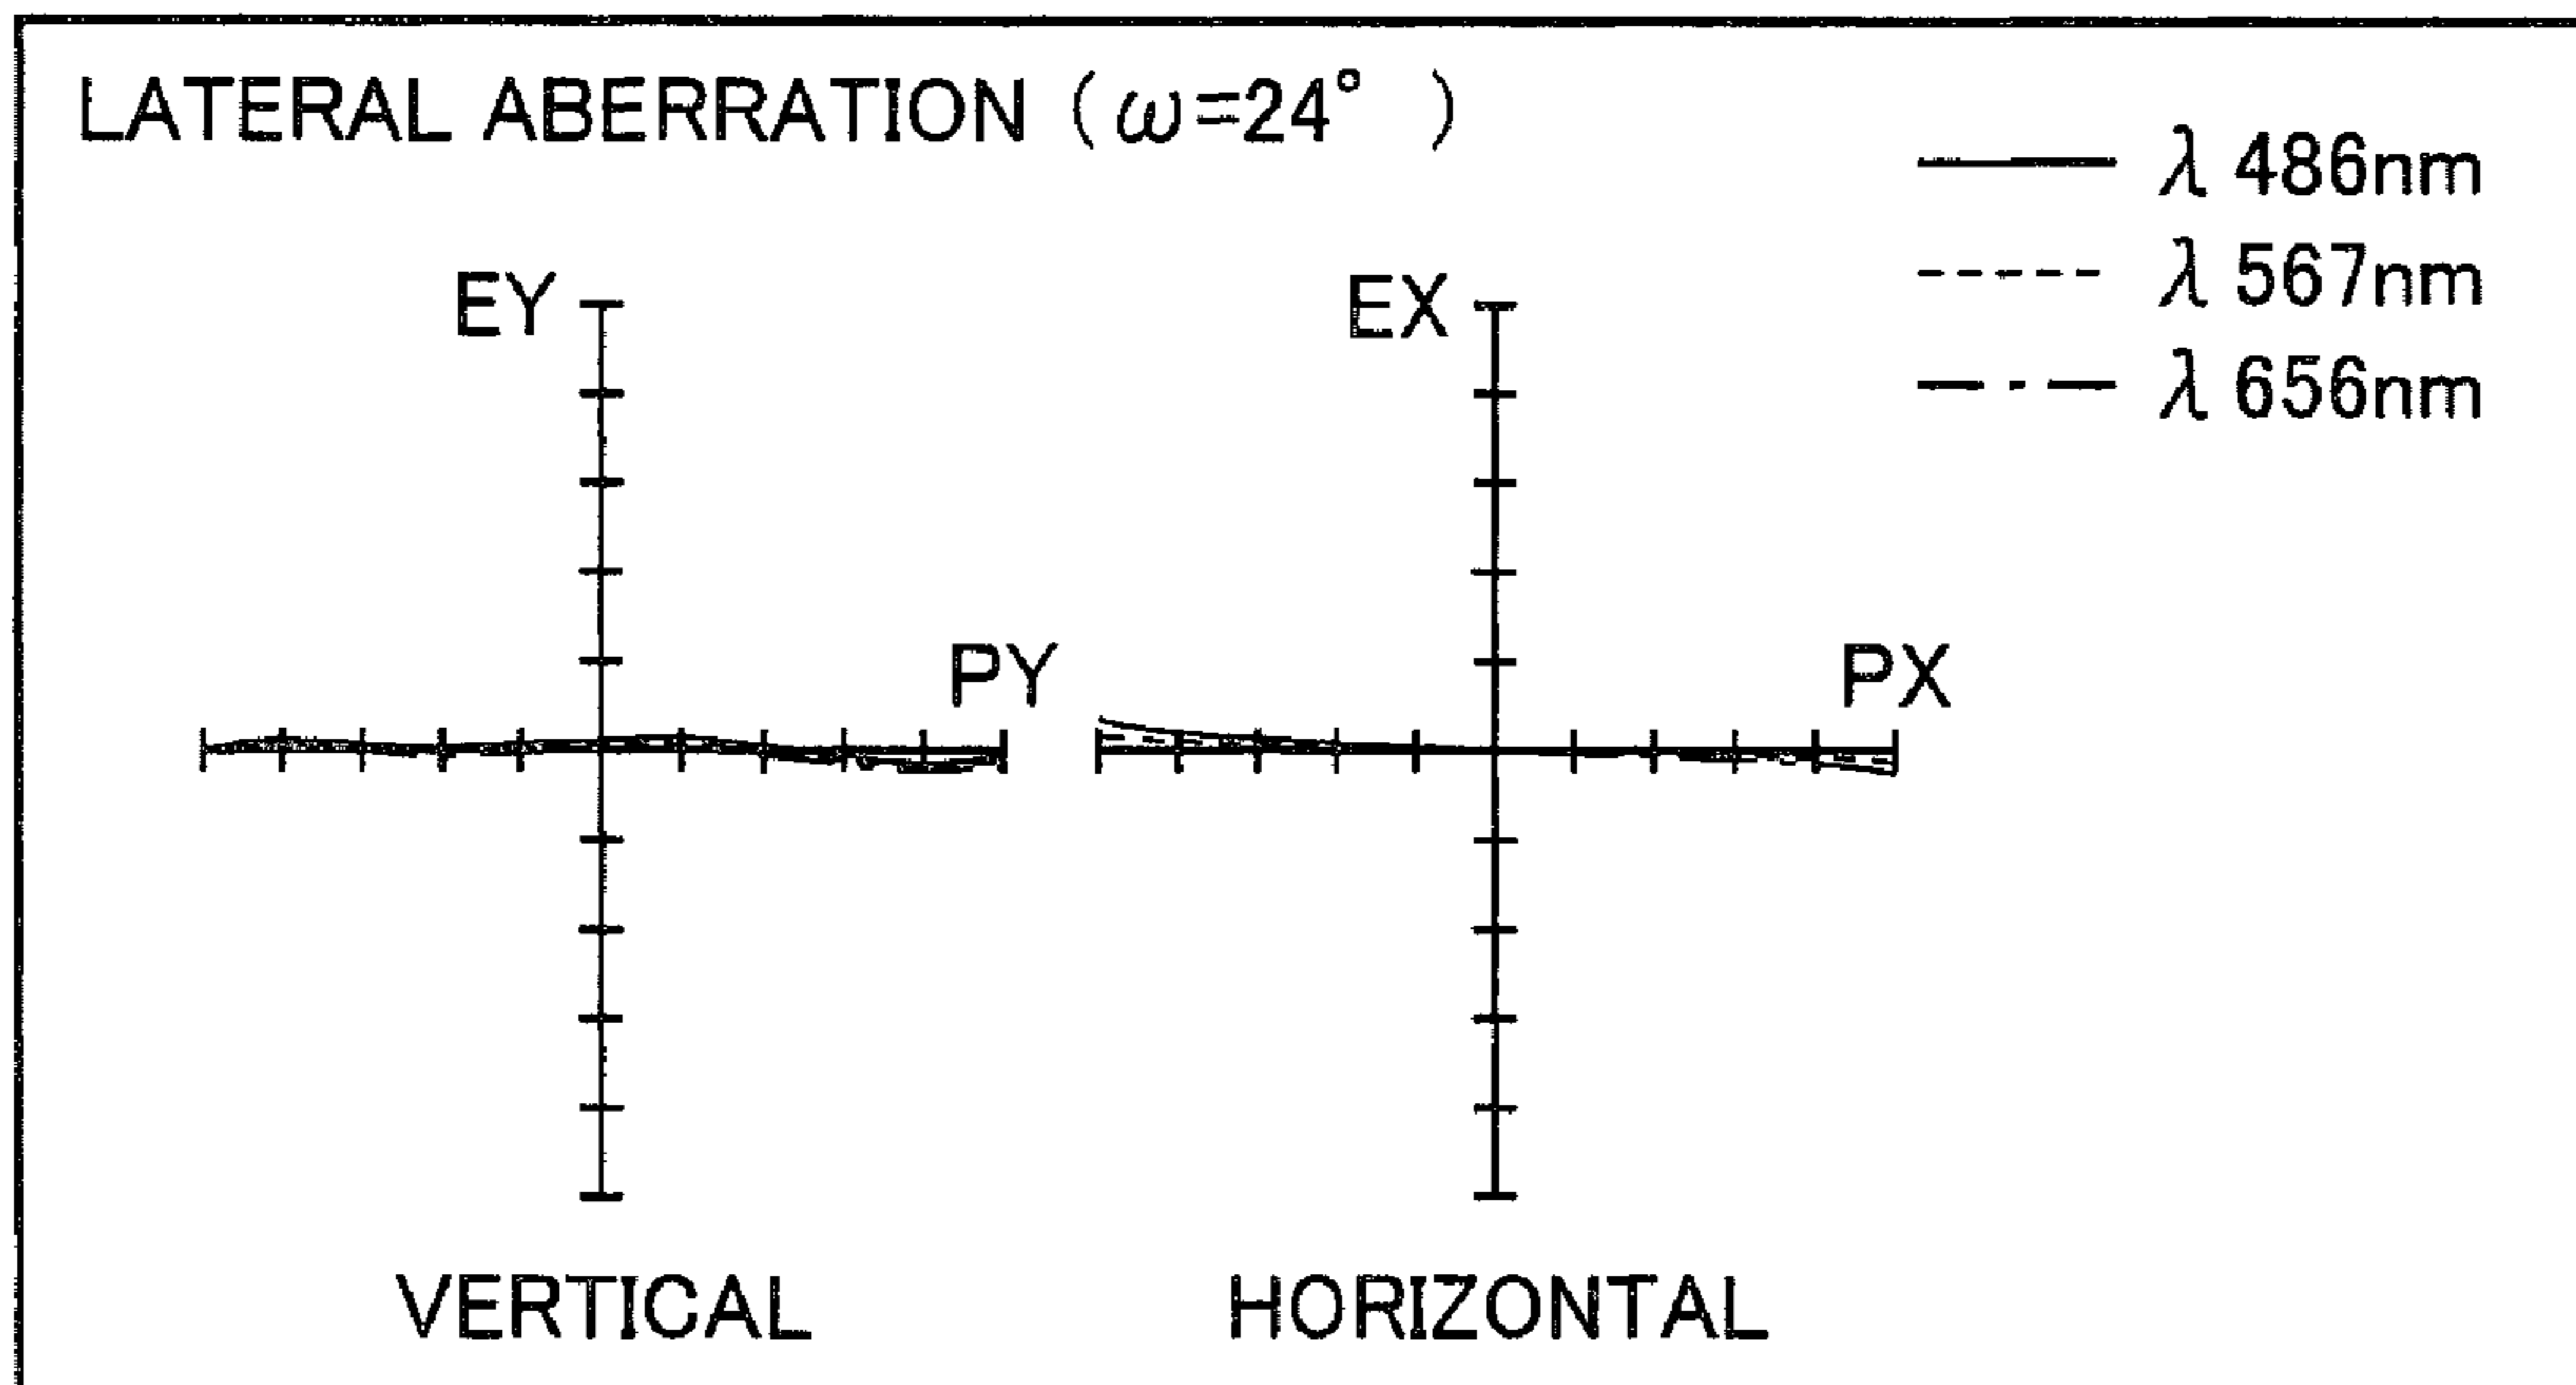 LATERAL ABERRATION (ω=24°)
λ 486nm
λ 567nm
λ 656nm
EY
EX
PY
PX
VERTICAL
HORIZONTAL